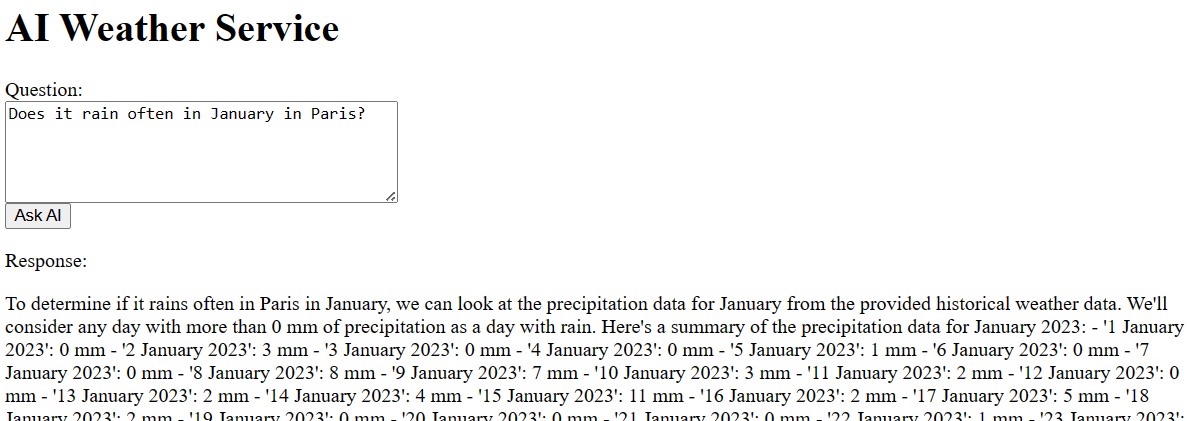 AI Weather Service
Question:
Does it rain often in January in Paris?
Ask AI
Response:
To determine if it rains often in Paris in January, we can look at the precipitation data for January from the provided historical weather data. We'll
consider any day with more than 0 mm of precipitation as a day with rain. Here's a summary of the precipitation data for January 2023: - '1 January
2023': 0 mm - '2 January 2023': 3 mm - '3 January 2023': 0 mm - '4 January 2023': 0 mm - '5 January 2023': 1 mm - '6 January 2023': 0 mm - '7
January 2023': 0 mm - '8 January 2023': 8 mm - '9 January 2023': 7 mm - '10 January 2023': 3 mm - '11 January 2023': 2 mm - '12 January 2023': 0
mm - '13 January 2023': 2 mm - '14 January 2023': 4 mm - '15 January 2023': 11 mm - '16 January 2023': 2 mm - '17 January 2023': 5 mm - '18
January 2023': 2 mm - '19 January 2023': 0 mm - '20 January 2023': 0 mm - '21 January 2023': 0 mm - '22 January 2023': 1 mm - '23 January 2023':